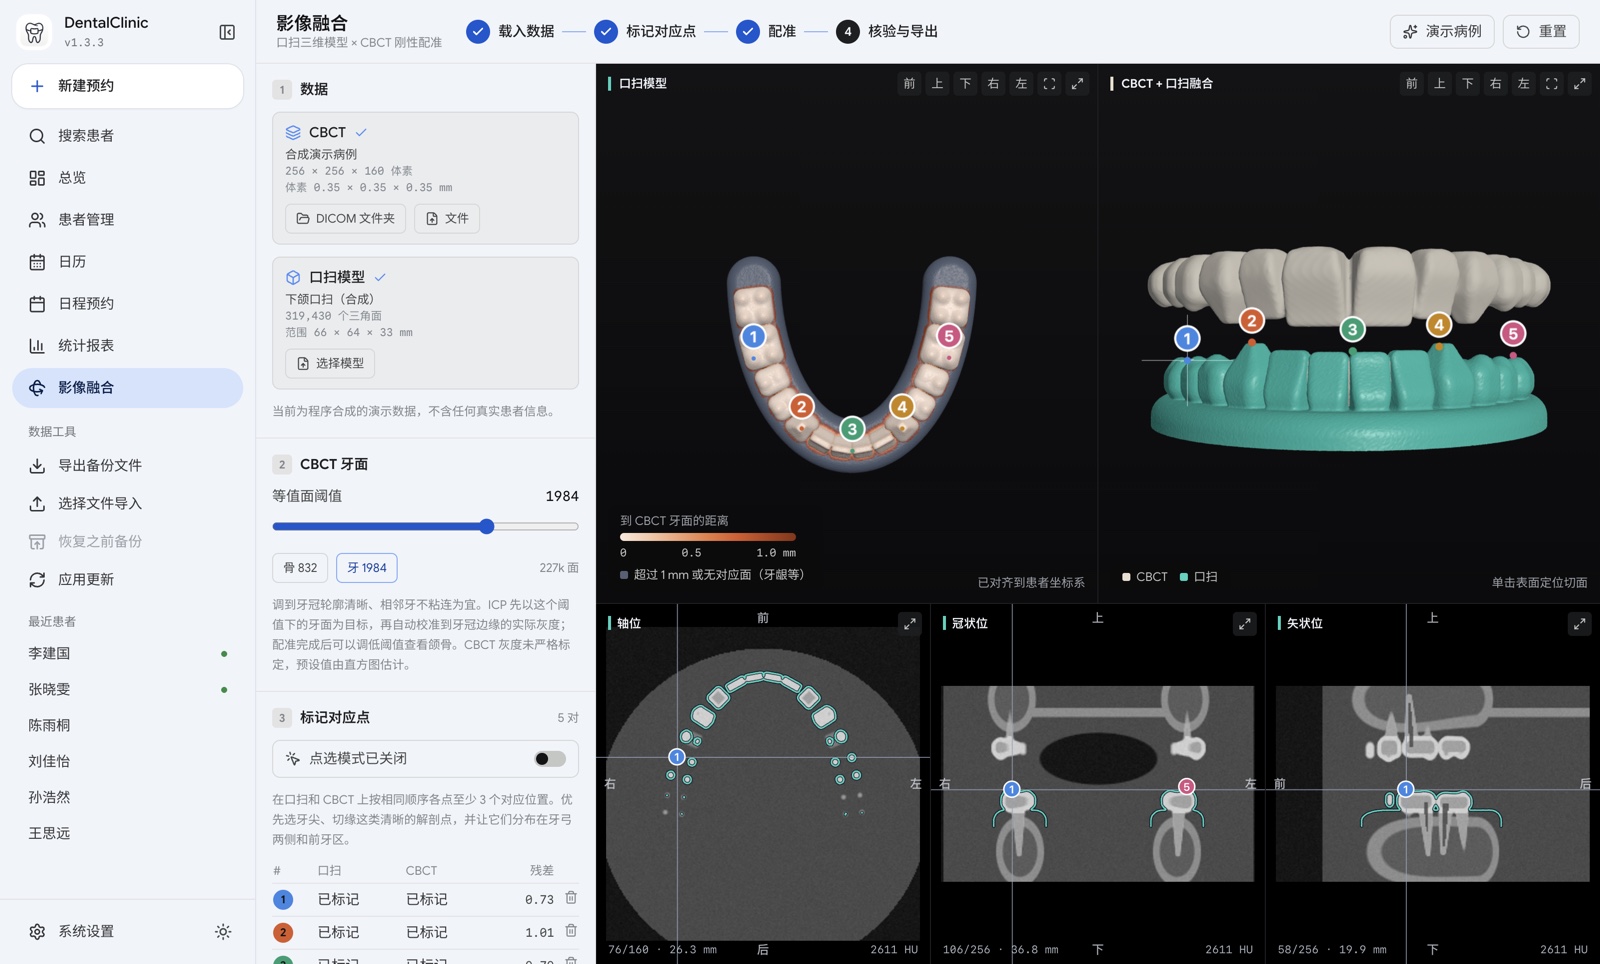 DentalClinic
v1.3.3
新建预约
搜索患者
总览
患者管理
日历
日程预约
统计报表
影像融合
数据工具
导出备份文件
选择文件导入
恢复之前备份
应用更新
最近患者
李建国
张晓雯
陈雨桐
刘佳怡
孙浩然
王思远
系统设置
影像融合
口扫三维模型 × CBCT 刚性配准
载入数据
标记对应点
配准
4 核验与导出
演示病例
重置
1 数据
CBCT
合成演示病例
256 × 256 × 160 体素
体素 0.35 × 0.35 × 0.35 mm
DICOM 文件夹
文件
口扫模型
下颌口扫（合成）
319,430 个三角面
范围 66 × 64 × 33 mm
选择模型
当前为程序合成的演示数据，不含任何真实患者信息。
2 CBCT 牙面
等值面阈值 1984
骨 832 牙 1984 227k 面
调到牙冠轮廓清晰、相邻牙不粘连为宜。ICP 先以这个阈
值下的牙面为目标，再自动校准到牙冠边缘的实际灰度；
配准完成后可以调低阈值查看颌骨。CBCT 灰度未严格标
定，预设值由直方图估计。
3 标记对应点 5 对
点选模式已关闭
在口扫和 CBCT 上按相同顺序各点至少 3 个对应位置。优
先选牙尖、切缘这类清晰的解剖点，并让它们分布在牙弓
两侧和前牙区。
# 口扫 CBCT 残差
1 已标记 已标记 0.73
2 已标记 已标记 1.01
口扫模型
前 上 下 右 左
1
5
2
4
3
到 CBCT 牙面的距离
0 0.5 1.0 mm
超过 1 mm 或无对应面（牙龈等）
已对齐到患者坐标系
CBCT + 口扫融合
前 上 下 右 左
1
2
3
4
5
CBCT 口扫
单击表面定位切面
轴位
前
右
1
左
76/160 · 26.3 mm
后
2611 HU
冠状位
上
右
1
5
左
106/256 · 36.8 mm
下
2611 HU
矢状位
上
前
1
后
58/256 · 19.9 mm
下
2611 HU